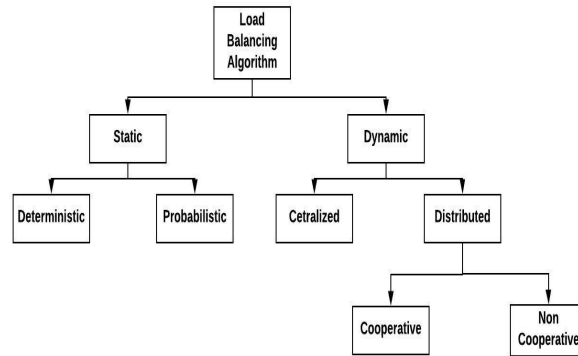 Load
Balancing
Algorithm
Static
Dynamic
Deterministic
Probabilistic
Cetralized
Distributed
Cooperative
Non
Cooperative